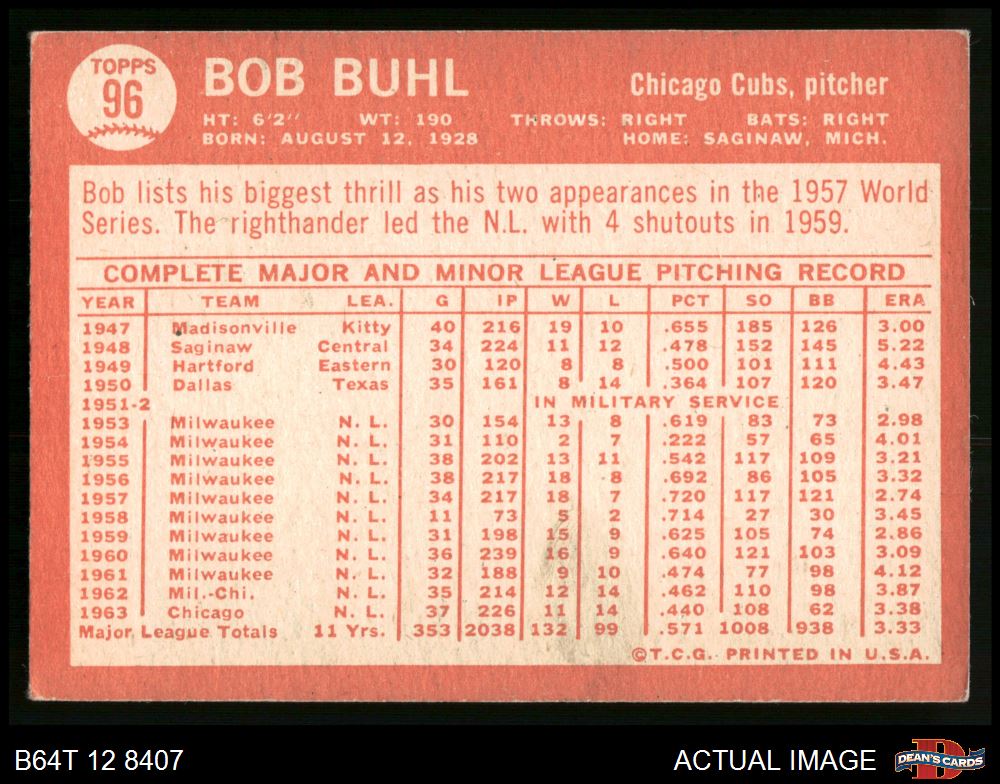 TOPPS
96
BOB BUHL
Chicago Cubs, pitcher
HT: 6'2" WT: 190 THROWS: RIGHT BATS: RIGHT
BORN: AUGUST 12, 1928 HOME: SAGINAW, MICH.
Bob lists his biggest thrill as his two appearances in the 1957 World
Series. The righthander led the N.L. with 4 shutouts in 1959.
COMPLETE MAJOR AND MINOR LEAGUE PITCHING RECORD
YEAR TEAM LEA. G IP W L PCT SO BB ERA
1947 Madisonville Kitty 40 216 19 10 .655 185 126 3.00
1948 Saginaw Central 34 224 11 12 .478 152 145 5.22
1949 Hartford Eastern 30 120 8 8 .500 101 111 4.43
1950 Dallas Texas 35 161 8 14 .364 107 120 3.47
1951-2 IN MILITARY SERVICE
1953 Milwaukee N. L. 30 154 13 8 .619 83 73 2.98
1954 Milwaukee N. L. 31 110 2 7 .222 57 65 4.01
1955 Milwaukee N. L. 38 202 13 11 .542 117 109 3.21
1956 Milwaukee N. L. 38 217 18 8 .692 86 105 3.32
1957 Milwaukee N. L. 34 217 18 7 .720 117 121 2.74
1958 Milwaukee N. L. 11 73 5 2 .714 27 30 3.45
1959 Milwaukee N. L. 31 198 15 9 .625 105 74 2.86
1960 Milwaukee N. L. 36 239 16 9 .640 121 103 3.09
1961 Milwaukee N. L. 32 188 9 10 .474 77 98 4.12
1962 Mil.-Chi. N. L. 35 214 12 14 .462 110 98 3.87
1963 Chicago N. L. 37 226 11 14 .440 108 62 3.38
Major League Totals 11 Yrs. 353 2038 132 99 .571 1008 938 3.33
©T.C.G. PRINTED IN U.S.A.
B64T 12 8407
ACTUAL IMAGE
DEAN'S CARDS